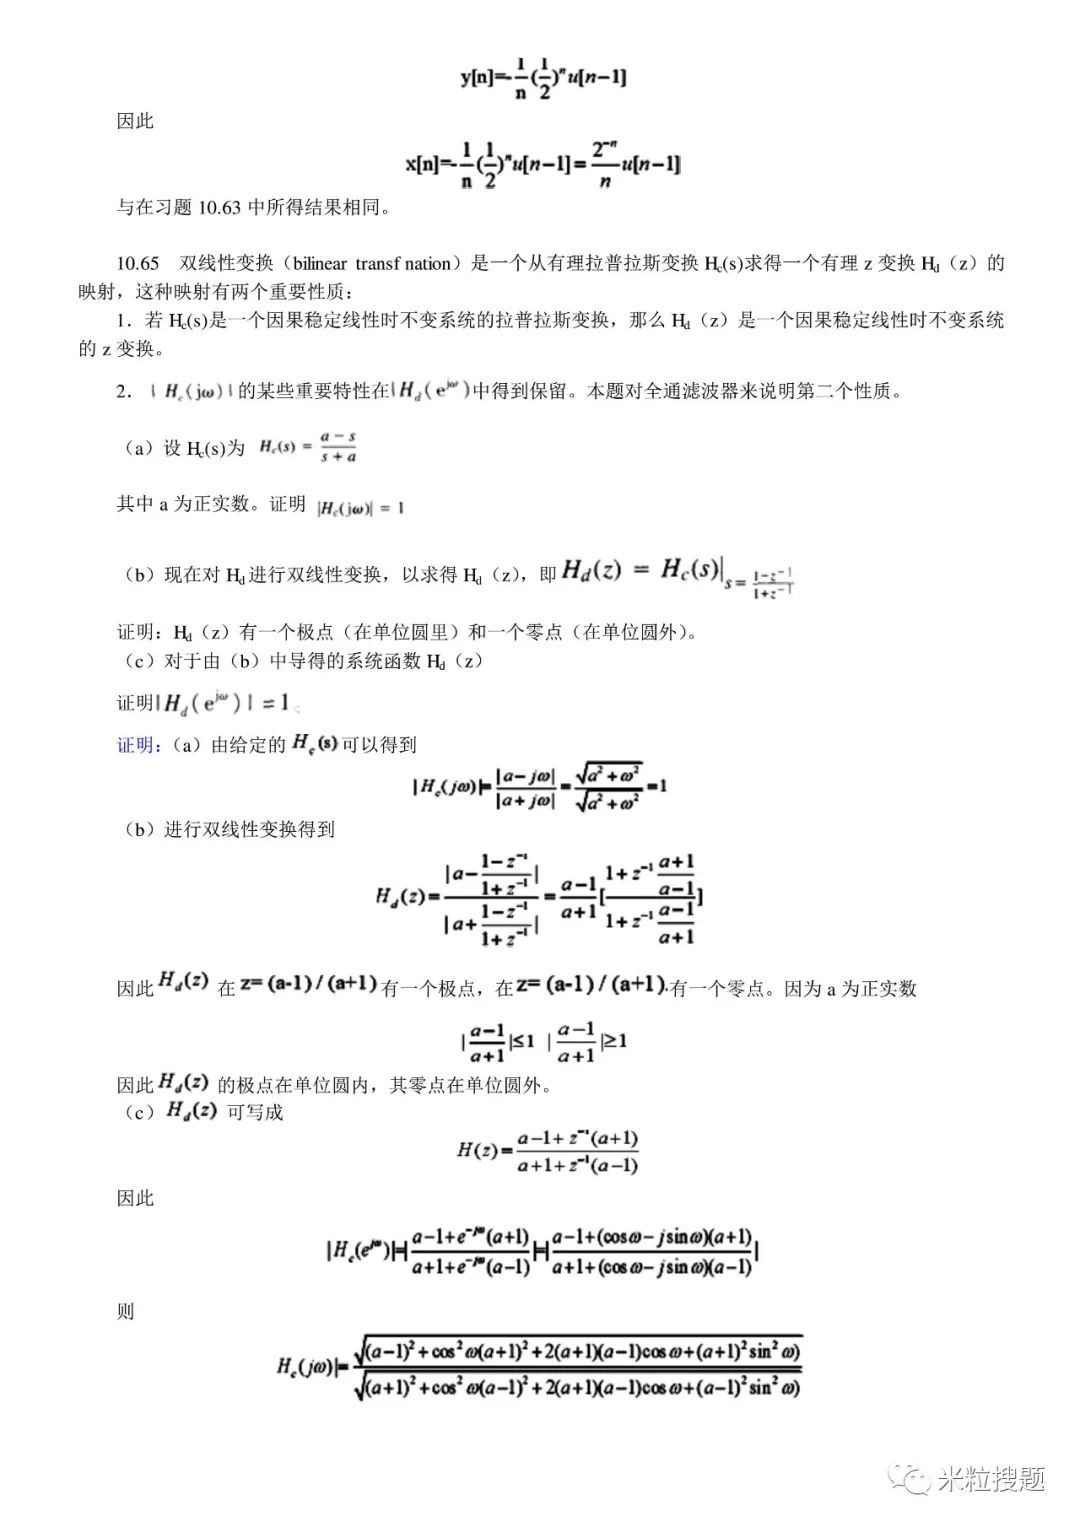 y[n]=-1/n(1/2)ⁿu[n-1]
因此
x[n]=-1/n(1/2)ⁿu[n-1]=2⁻ⁿ/n u[n-1]
与在习题 10.63 中所得结果相同。
10.65 双线性变换（bilinear transf nation）是一个从有理拉普拉斯变换 Hc(s)求得一个有理 z 变换 Hd（z）的
映射，这种映射有两个重要性质：
1．若 Hc(s)是一个因果稳定线性时不变系统的拉普拉斯变换，那么 Hd（z）是一个因果稳定线性时不变系统
的 z 变换。
2．|Hc(jω)|的某些重要特性在|Hd(e^jω)中得到保留。本题对全通滤波器来说明第二个性质。
（a）设 Hc(s)为 Hc(s) = (a-s)/(s+a)
其中 a 为正实数。证明 |Hc(jω)| = 1
（b）现在对 Hd 进行双线性变换，以求得 Hd（z），即 Hd(z) = Hc(s)|s=(1-z⁻¹)/(1+z⁻¹)
证明：Hd（z）有一个极点（在单位圆里）和一个零点（在单位圆外）。
（c）对于由（b）中导得的系统函数 Hd（z）
证明|Hd(e^jω)|=1。
证明：（a）由给定的 Hc(s)可以得到
|Hc(jω)|=|a-jω|/|a+jω|=√(a²+ω²)/√(a²+ω²)=1
（b）进行双线性变换得到
Hd(z)=|a-(1-z⁻¹)/(1+z⁻¹)|/|a+(1-z⁻¹)/(1+z⁻¹)|=(a-1)/(a+1)[(1+z⁻¹(a+1)/(a-1))/(1+z⁻¹(a-1)/(a+1))]
因此 Hd(z) 在 z= (a-1) / (a+1) 有一个极点，在 z= (a-1) / (a+1).有一个零点。因为 a 为正实数
|(a-1)/(a+1)|≤1 |(a-1)/(a+1)|≥1
因此 Hd(z) 的极点在单位圆内，其零点在单位圆外。
（c）Hd(z) 可写成
H(z)=(a-1+z⁻¹(a+1))/(a+1+z⁻¹(a-1))
因此
|Hc(e^jω)|=|(a-1+e^-jω(a+1))/(a+1+e^-jω(a-1))|=|(a-1+(cosω-jsinω)(a+1))/(a+1+(cosω-jsinω)(a-1))|
则
Hc(jω)|=√((a-1)²+cos²ω(a+1)²+2(a+1)(a-1)cosω+(a+1)²sin²ω)/√((a+1)²+cos²ω(a-1)²+2(a+1)(a-1)cosω+(a-1)²sin²ω)
米粒搜题